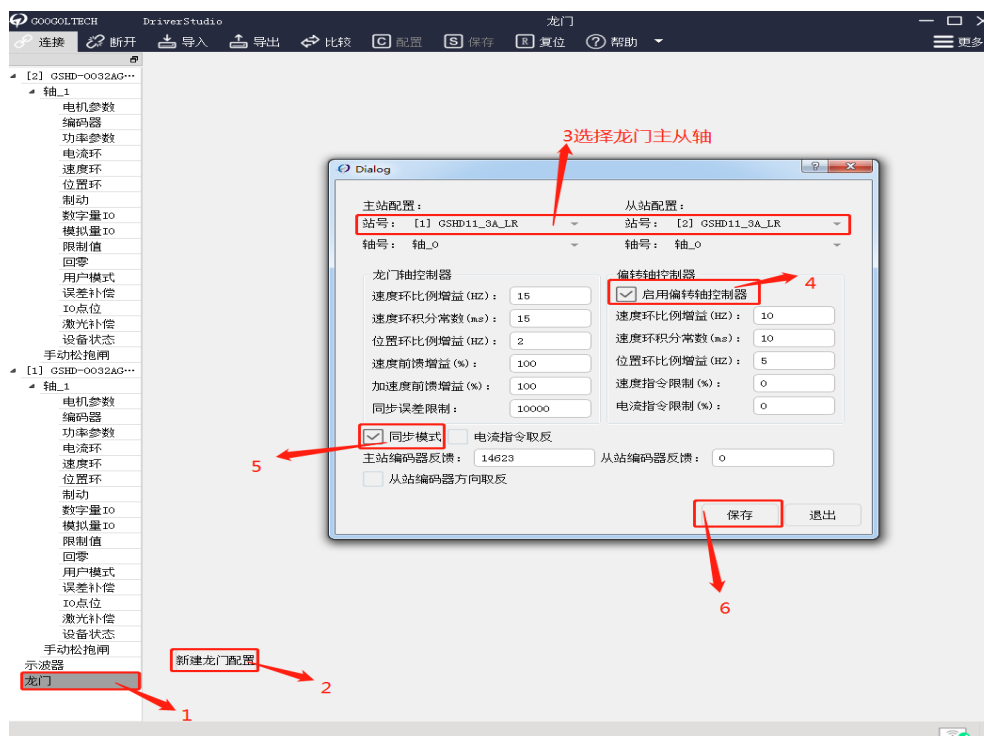 GOOGOLTECH DriverStudio 龙门
连接 断开 导入 导出 比较 C 配置 S 保存 R 复位 ? 帮助 更多
[2] GSHD-0032AG…
轴_1
电机参数
编码器
功率参数
电流环
速度环
位置环
制动
数字量IO
模拟量IO
限制值
回零
用户模式
误差补偿
IO点位
激光补偿
设备状态
手动松抱闸
[1] GSHD-0032AG…
轴_1
电机参数
编码器
功率参数
电流环
速度环
位置环
制动
数字量IO
模拟量IO
限制值
回零
用户模式
误差补偿
IO点位
激光补偿
设备状态
手动松抱闸
示波器
龙门
1
新建龙门配置
2
3选择龙门主从轴
Dialog
主站配置: 从站配置:
站号: [1] GSHD11_3A_LR 站号: [2] GSHD11_3A_LR
轴号: 轴_0 轴号: 轴_0
龙门轴控制器
速度环比例增益(HZ): 15
速度环积分常数(ms): 15
位置环比例增益(HZ): 2
速度前馈增益(%): 100
加速度前馈增益(%): 100
同步误差限制: 10000
偏转轴控制器
启用偏转轴控制器
4
速度环比例增益(HZ): 10
速度环积分常数(ms): 10
位置环比例增益(HZ): 5
速度指令限制(%): 0
电流指令限制(%): 0
同步模式 电流指令取反
5
主站编码器反馈: 14623 从站编码器反馈: 0
从站编码器方向取反
保存 退出
6